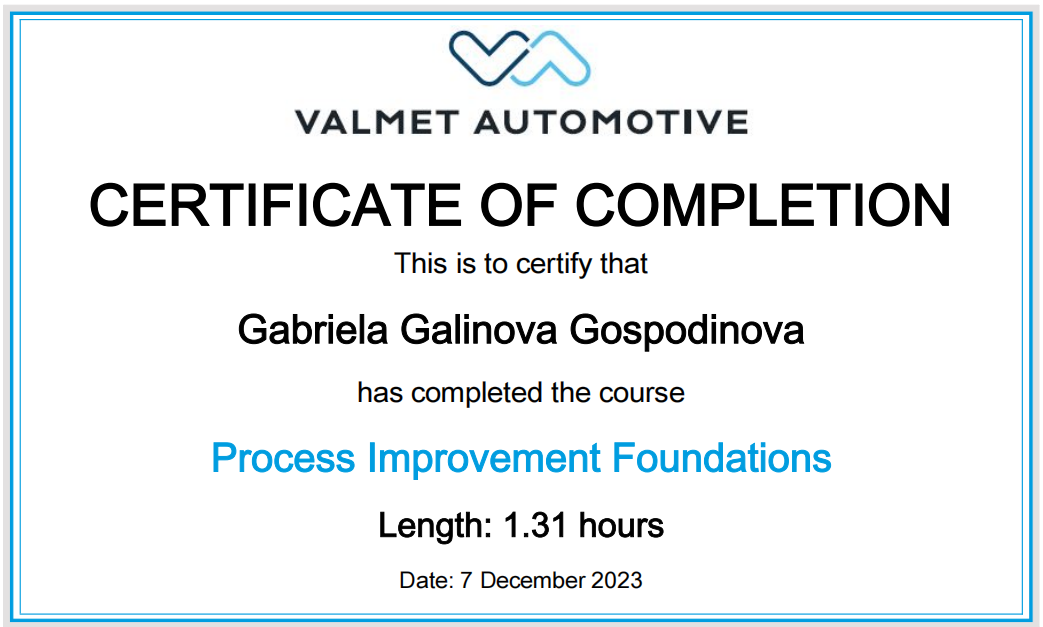 VALMET AUTOMOTIVE
CERTIFICATE OF COMPLETION
This is to certify that
Gabriela Galinova Gospodinova
has completed the course
Process Improvement Foundations
Length: 1.31 hours
Date: 7 December 2023